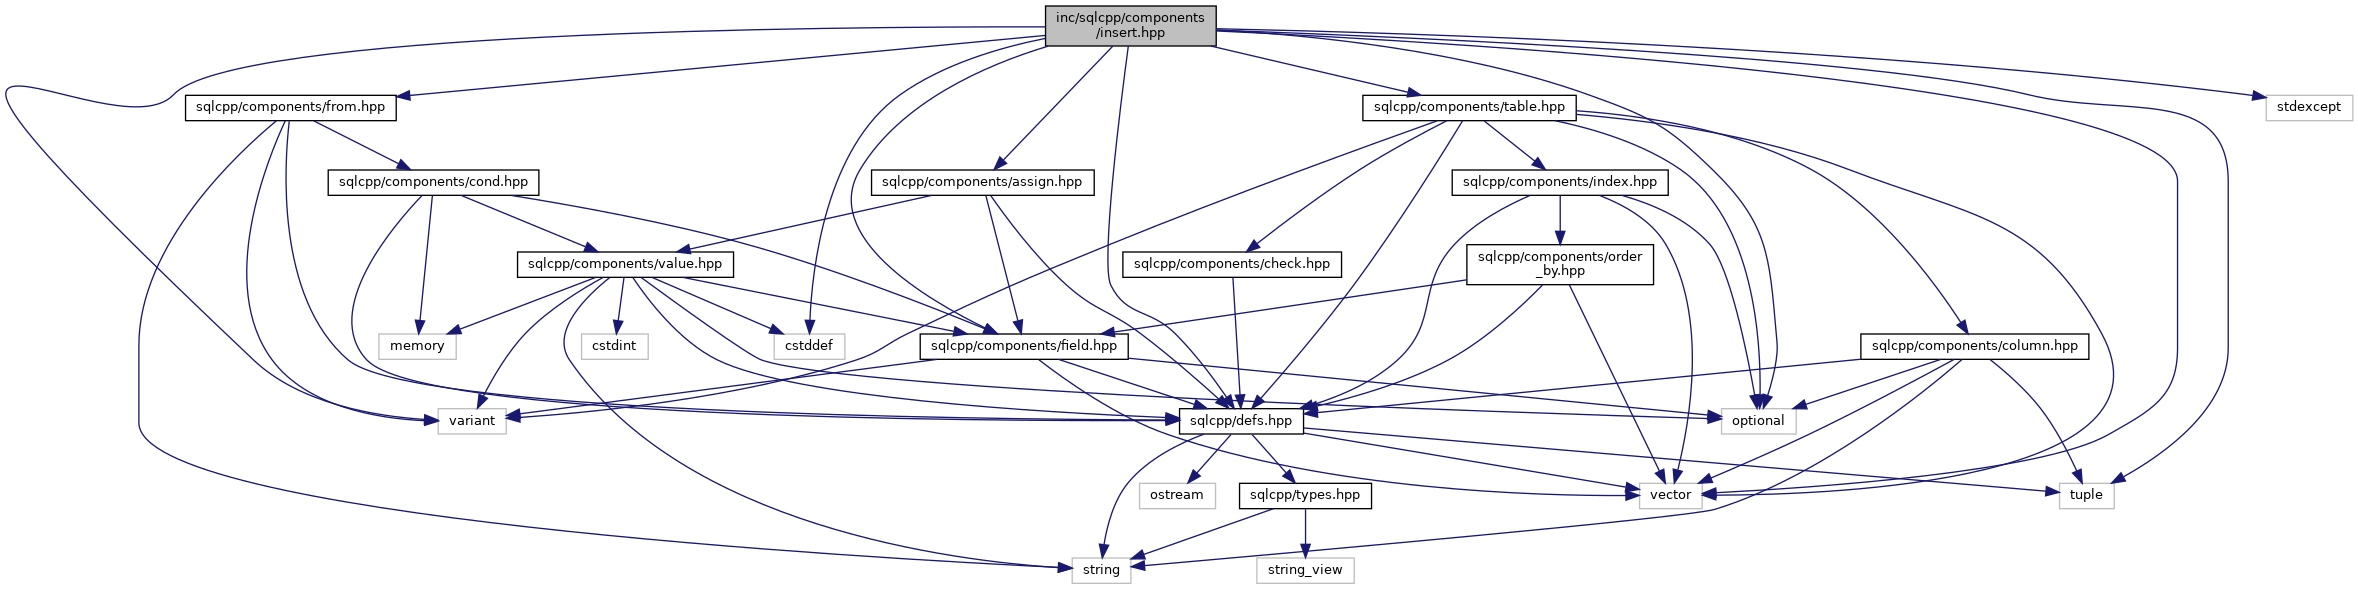 inc/sqlcpp/components
/insert.hpp
sqlcpp/components/from.hpp
sqlcpp/components/table.hpp
stdexcept
sqlcpp/components/cond.hpp
sqlcpp/components/assign.hpp
sqlcpp/components/index.hpp
sqlcpp/components/value.hpp
sqlcpp/components/check.hpp
sqlcpp/components/order
_by.hpp
memory
cstdint
cstddef
sqlcpp/components/field.hpp
sqlcpp/components/column.hpp
variant
sqlcpp/defs.hpp
optional
ostream
sqlcpp/types.hpp
vector
tuple
string
string_view